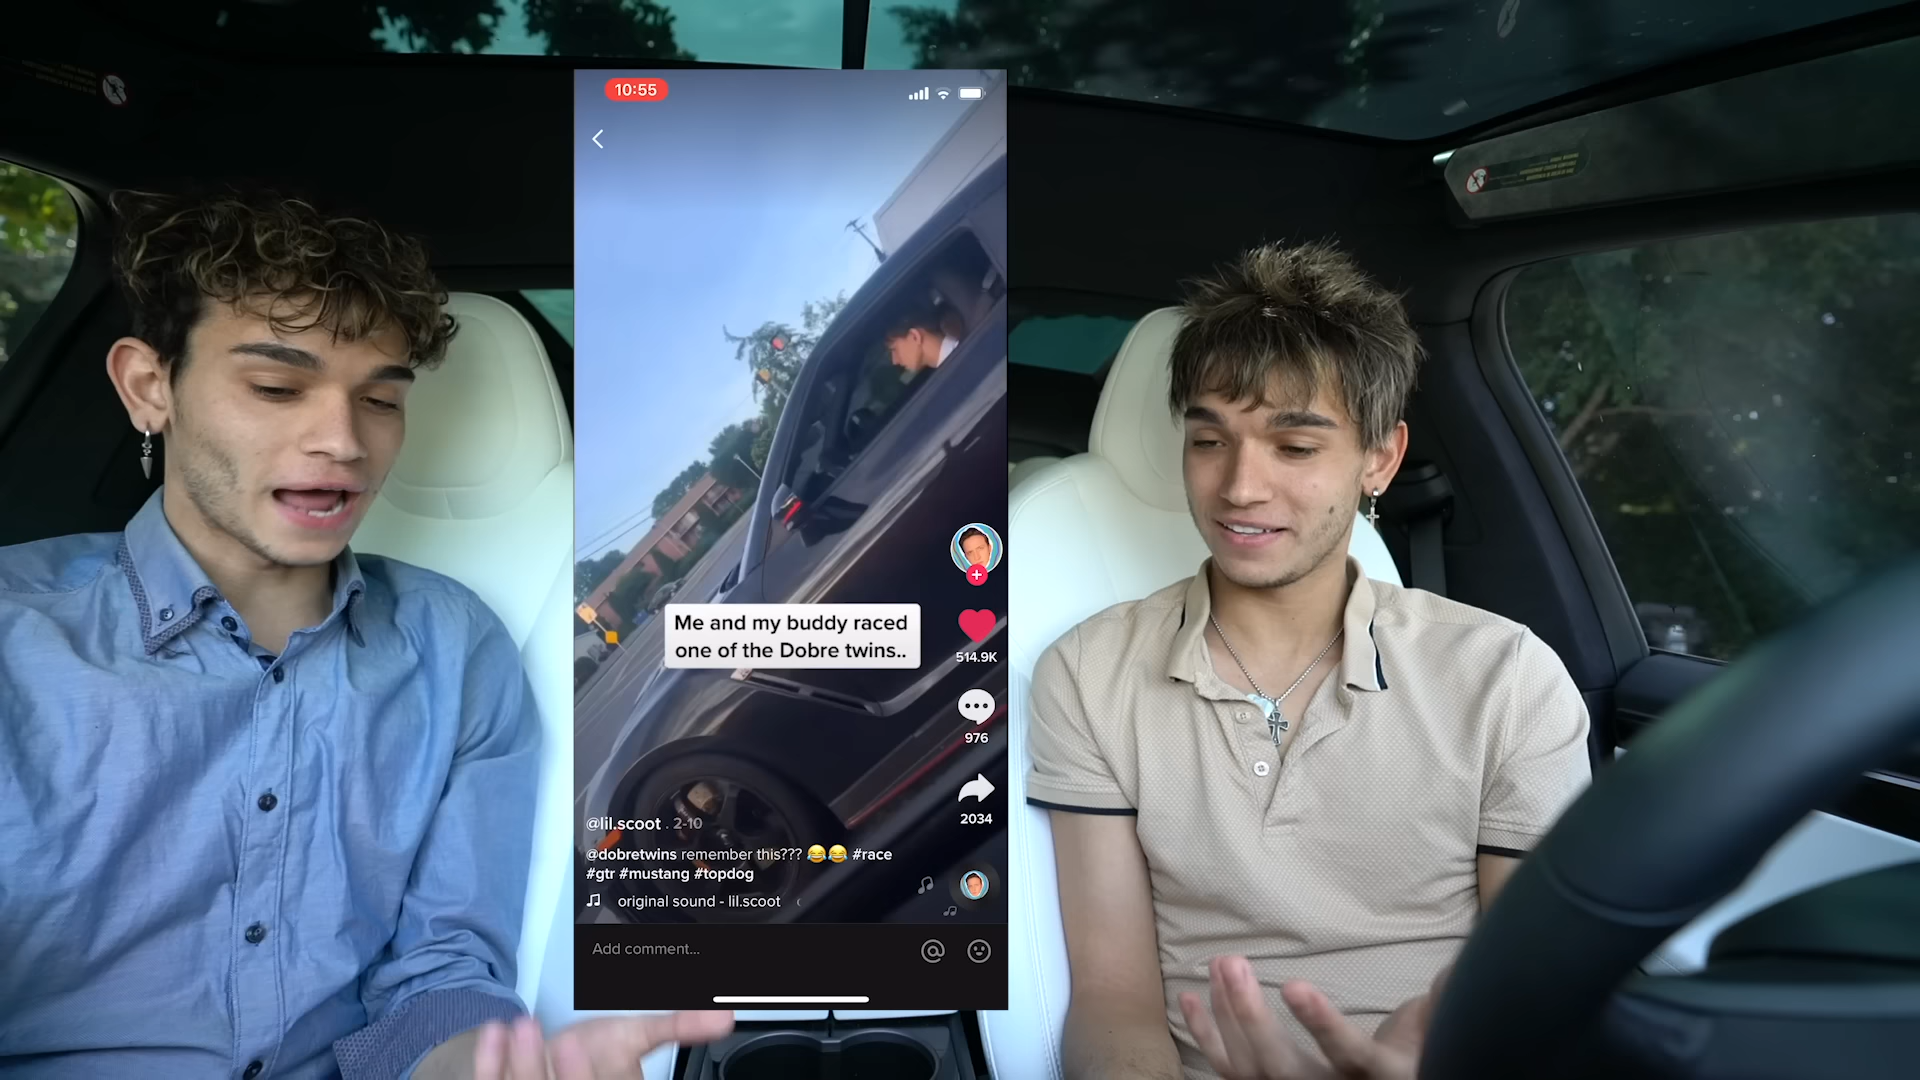 10:55
Me and my buddy raced
one of the Dobre twins..
514.9K
976
2034
@lil.scoot . 2-10
@dobretwins remember this??? 😂😂 #race
#gtr #mustang #topdog
original sound - lil.scoot
Add comment...